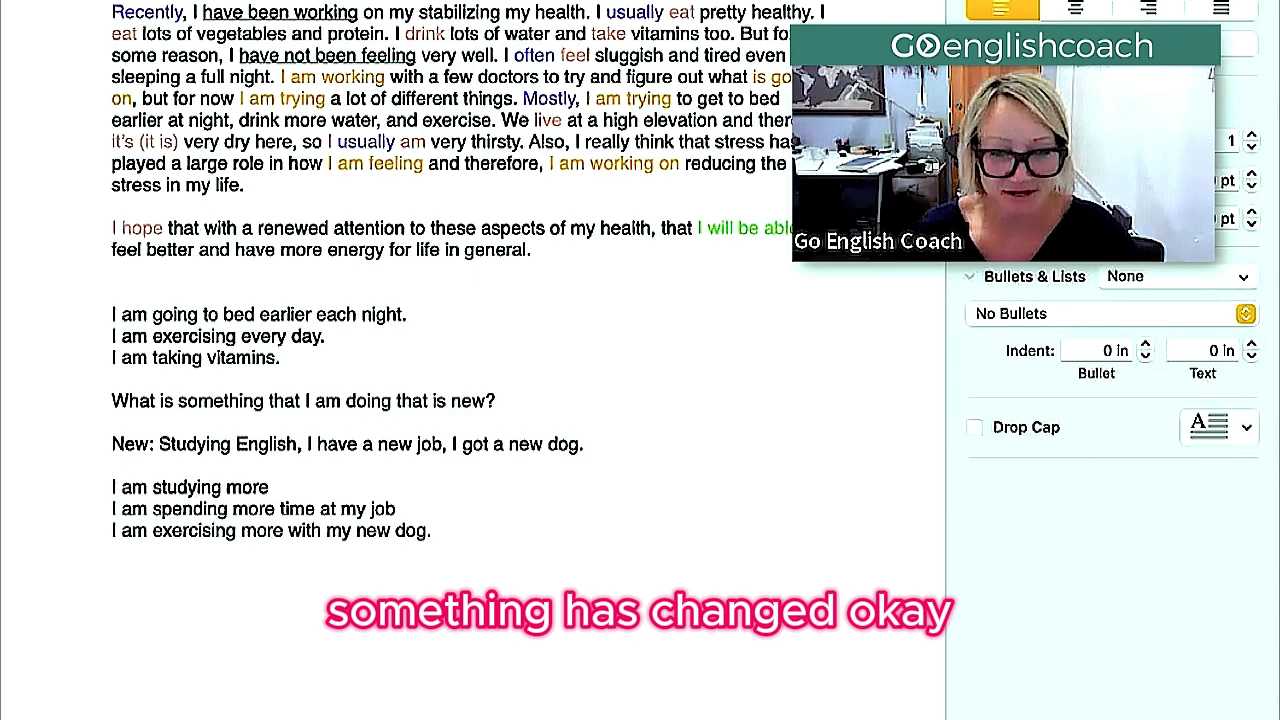 Recently, I have been working on my stabilizing my health. I usually eat pretty healthy. I
eat lots of vegetables and protein. I drink lots of water and take vitamins too. But fo
some reason, I have not been feeling very well. I often feel sluggish and tired even
sleeping a full night. I am working with a few doctors to try and figure out what is go
on, but for now I am trying a lot of different things. Mostly, I am trying to get to bed
earlier at night, drink more water, and exercise. We live at a high elevation and ther
it's (it is) very dry here, so I usually am very thirsty. Also, I really think that stress has
played a large role in how I am feeling and therefore, I am working on reducing the
stress in my life.
I hope that with a renewed attention to these aspects of my health, that I will be able
feel better and have more energy for life in general.
I am going to bed earlier each night.
I am exercising every day.
I am taking vitamins.
What is something that I am doing that is new?
New: Studying English, I have a new job, I got a new dog.
I am studying more
I am spending more time at my job
I am exercising more with my new dog.
something has changed okay
GO englishcoach
Go English Coach
1
pt
pt
Bullets & Lists None
No Bullets
Indent: 0 in 0 in
Bullet Text
Drop Cap